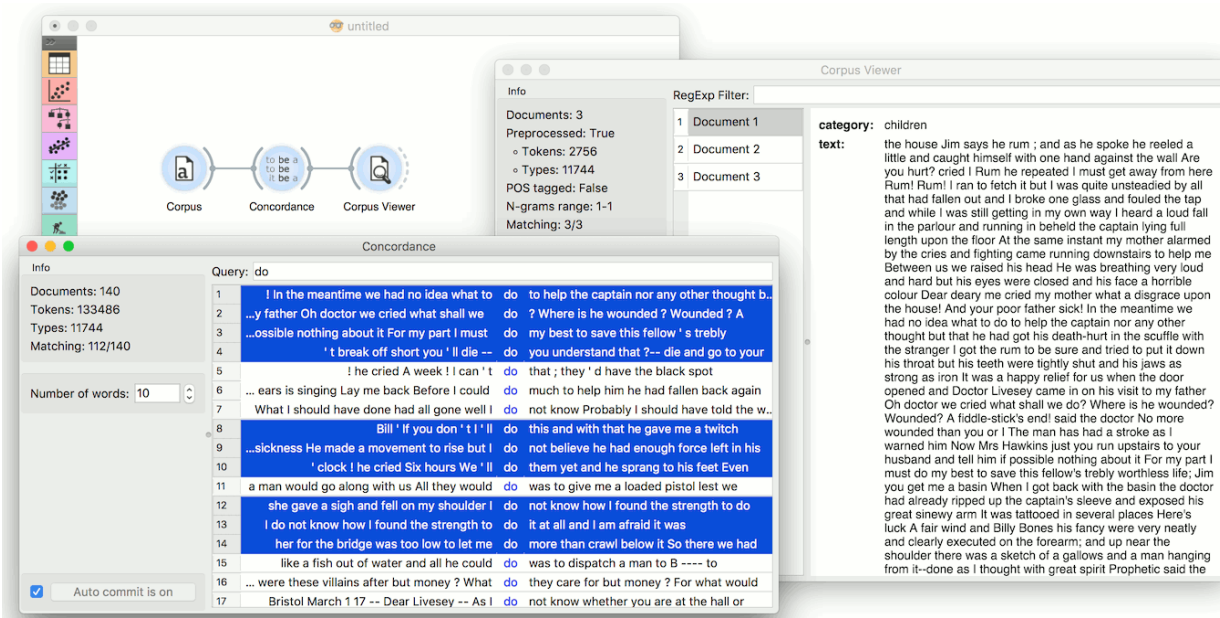 untitled
a
to be a
to be
it be a
Corpus
Concordance
Corpus Viewer
Corpus Viewer
Info
Documents: 3
Preprocessed: True
◦ Tokens: 2756
◦ Types: 11744
POS tagged: False
N-grams range: 1-1
Matching: 3/3
RegExp Filter:
1 Document 1
2 Document 2
3 Document 3
category: children
text: the house Jim says he rum ; and as he spoke he reeled a
little and caught himself with one hand against the wall Are
you hurt? cried I Rum he repeated I must get away from here
Rum! Rum! I ran to fetch it but I was quite unsteadied by all
that had fallen out and I broke one glass and fouled the tap
and while I was still getting in my own way I heard a loud fall
in the parlour and running in beheld the captain lying full
length upon the floor At the same instant my mother alarmed
by the cries and fighting came running downstairs to help me
Between us we raised his head He was breathing very loud
and hard but his eyes were closed and his face a horrible
colour Dear deary me cried my mother what a disgrace upon
the house! And your poor father sick! In the meantime we
had no idea what to do to help the captain nor any other
thought but that he had got his death-hurt in the scuffle with
the stranger I got the rum to be sure and tried to put it down
his throat but his teeth were tightly shut and his jaws as
strong as iron It was a happy relief for us when the door
opened and Doctor Livesey came in on his visit to my father
Oh doctor we cried what shall we do? Where is he wounded?
Wounded? A fiddle-stick's end! said the doctor No more
wounded than you or I The man has had a stroke as I
warned him Now Mrs Hawkins just you run upstairs to your
husband and tell him if possible nothing about it For my part I
must do my best to save this fellow's trebly worthless life; Jim
you get me a basin When I got back with the basin the doctor
had already ripped up the captain's sleeve and exposed his
great sinewy arm It was tattooed in several places Here's
luck A fair wind and Billy Bones his fancy were very neatly
and clearly executed on the forearm; and up near the
shoulder there was a sketch of a gallows and a man hanging
from it--done as I thought with great spirit Prophetic said the
Concordance
Info
Documents: 140
Tokens: 133486
Types: 11744
Matching: 112/140
Number of words: 10
Auto commit is on
Query: do
1 ! In the meantime we had no idea what to do to help the captain nor any other thought b..
2 ...y father Oh doctor we cried what shall we do ? Where is he wounded ? Wounded ? A
3 ...ossible nothing about it For my part I must do my best to save this fellow ' s trebly
4 ' t break off short you ' ll die -- do you understand that ?-- die and go to your
5 ! he cried A week ! I can ' t do that ; they ' d have the black spot
6 ... ears is singing Lay me back Before I could do much to help him he had fallen back again
7 What I should have done had all gone well I do not know Probably I should have told the w..
8 Bill ' If you don ' t I ' ll do this and with that he gave me a twitch
9 ...sickness He made a movement to rise but I do not believe he had enough force left in his
10 ' clock ! he cried Six hours We ' ll do them yet and he sprang to his feet Even
11 a man would go along with us All they would do was to give me a loaded pistol lest we
12 she gave a sigh and fell on my shoulder I do not know how I found the strength to do
13 I do not know how I found the strength to do it at all and I am afraid it was
14 her for the bridge was too low to let me do more than crawl below it So there we had
15 like a fish out of water and all he could do was to dispatch a man to B ---- to
16 ... were these villains after but money ? What do they care for but money ? For what would
17 Bristol March 1 17 -- Dear Livesey -- As I do not know whether you are at the hall or